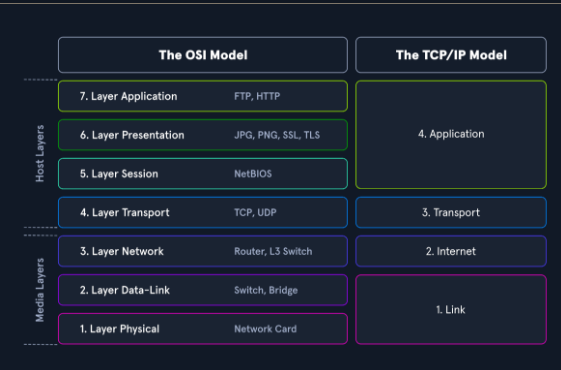 The OSI Model
The TCP/IP Model
Host Layers
7. Layer Application FTP, HTTP
6. Layer Presentation JPG, PNG, SSL, TLS
5. Layer Session NetBIOS
4. Layer Transport TCP, UDP
4. Application
3. Transport
Media Layers
3. Layer Network Router, L3 Switch
2. Layer Data-Link Switch, Bridge
1. Layer Physical Network Card
2. Internet
1. Link